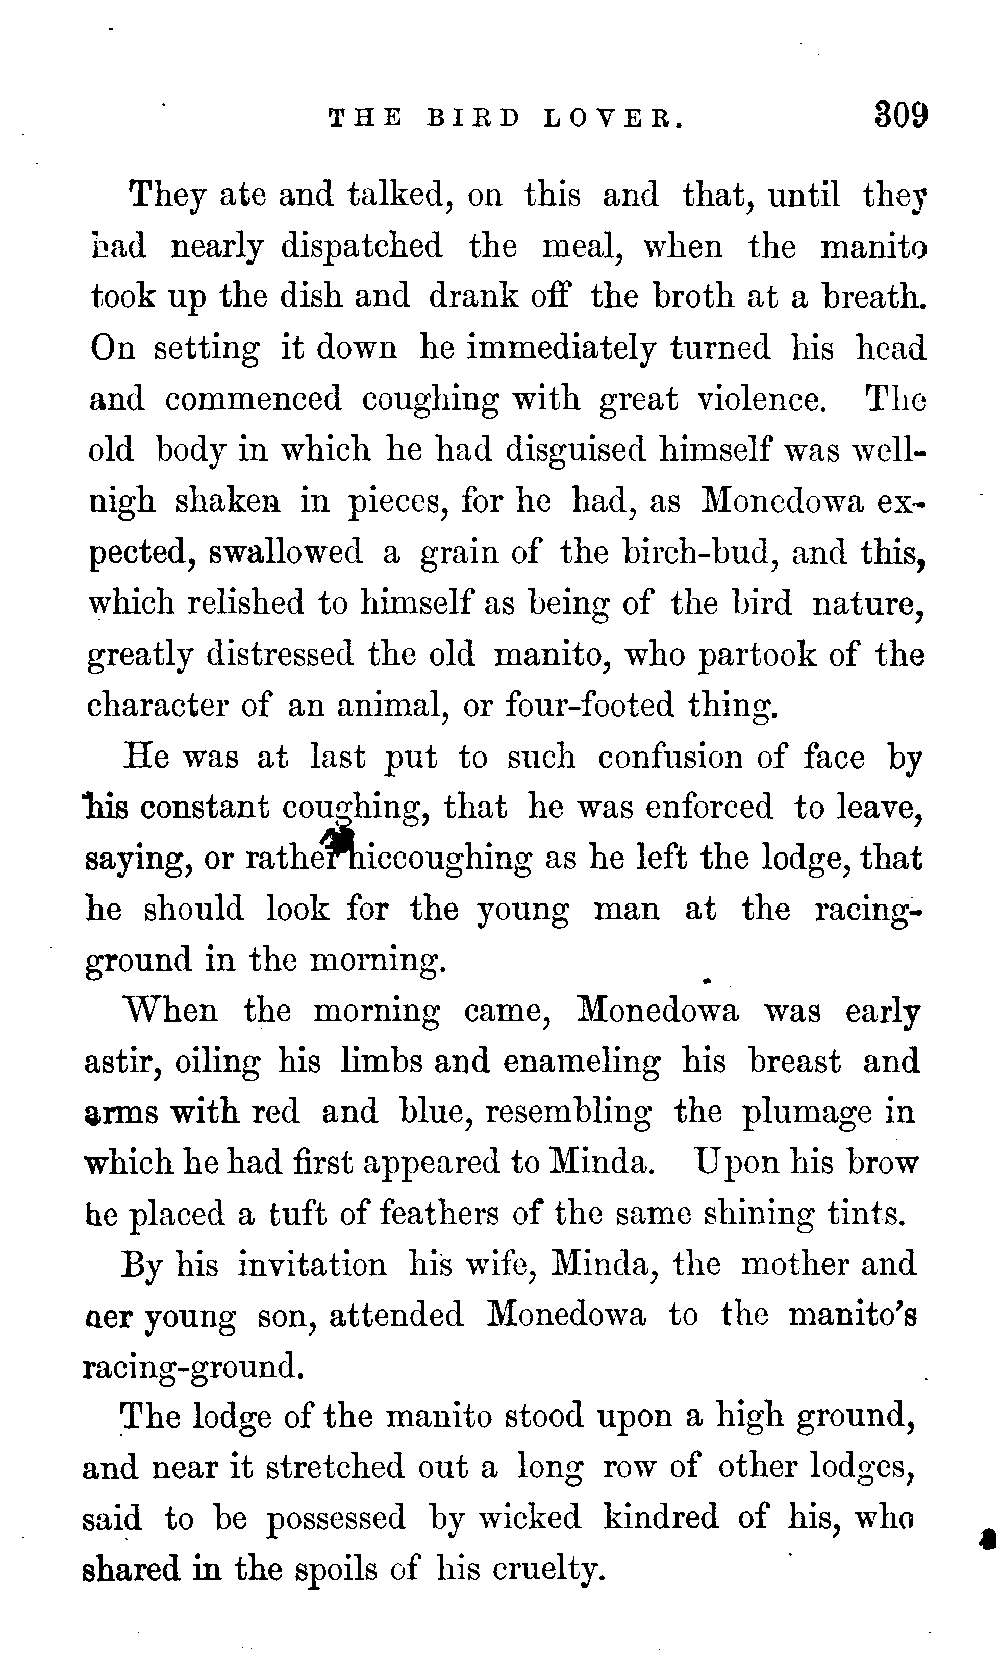 THE BIRD LOVER. 309
They ate and talked, on this and that, until they
had nearly dispatched the meal, when the manito
took up the dish and drank off the broth at a breath.
On setting it down he immediately turned his head
and commenced coughing with great violence. The
old body in which he had disguised himself was well-
nigh shaken in pieces, for he had, as Monedowa ex-
pected, swallowed a grain of the birch-bud, and this,
which relished to himself as being of the bird nature,
greatly distressed the old manito, who partook of the
character of an animal, or four-footed thing.
He was at last put to such confusion of face by
his constant coughing, that he was enforced to leave,
saying, or rather hiccoughing as he left the lodge, that
he should look for the young man at the racing-
ground in the morning.
When the morning came, Monedowa was early
astir, oiling his limbs and enameling his breast and
arms with red and blue, resembling the plumage in
which he had first appeared to Minda. Upon his brow
he placed a tuft of feathers of the same shining tints.
By his invitation his wife, Minda, the mother and
her young son, attended Monedowa to the manito's
racing-ground.
The lodge of the manito stood upon a high ground,
and near it stretched out a long row of other lodges,
said to be possessed by wicked kindred of his, who
shared in the spoils of his cruelty.